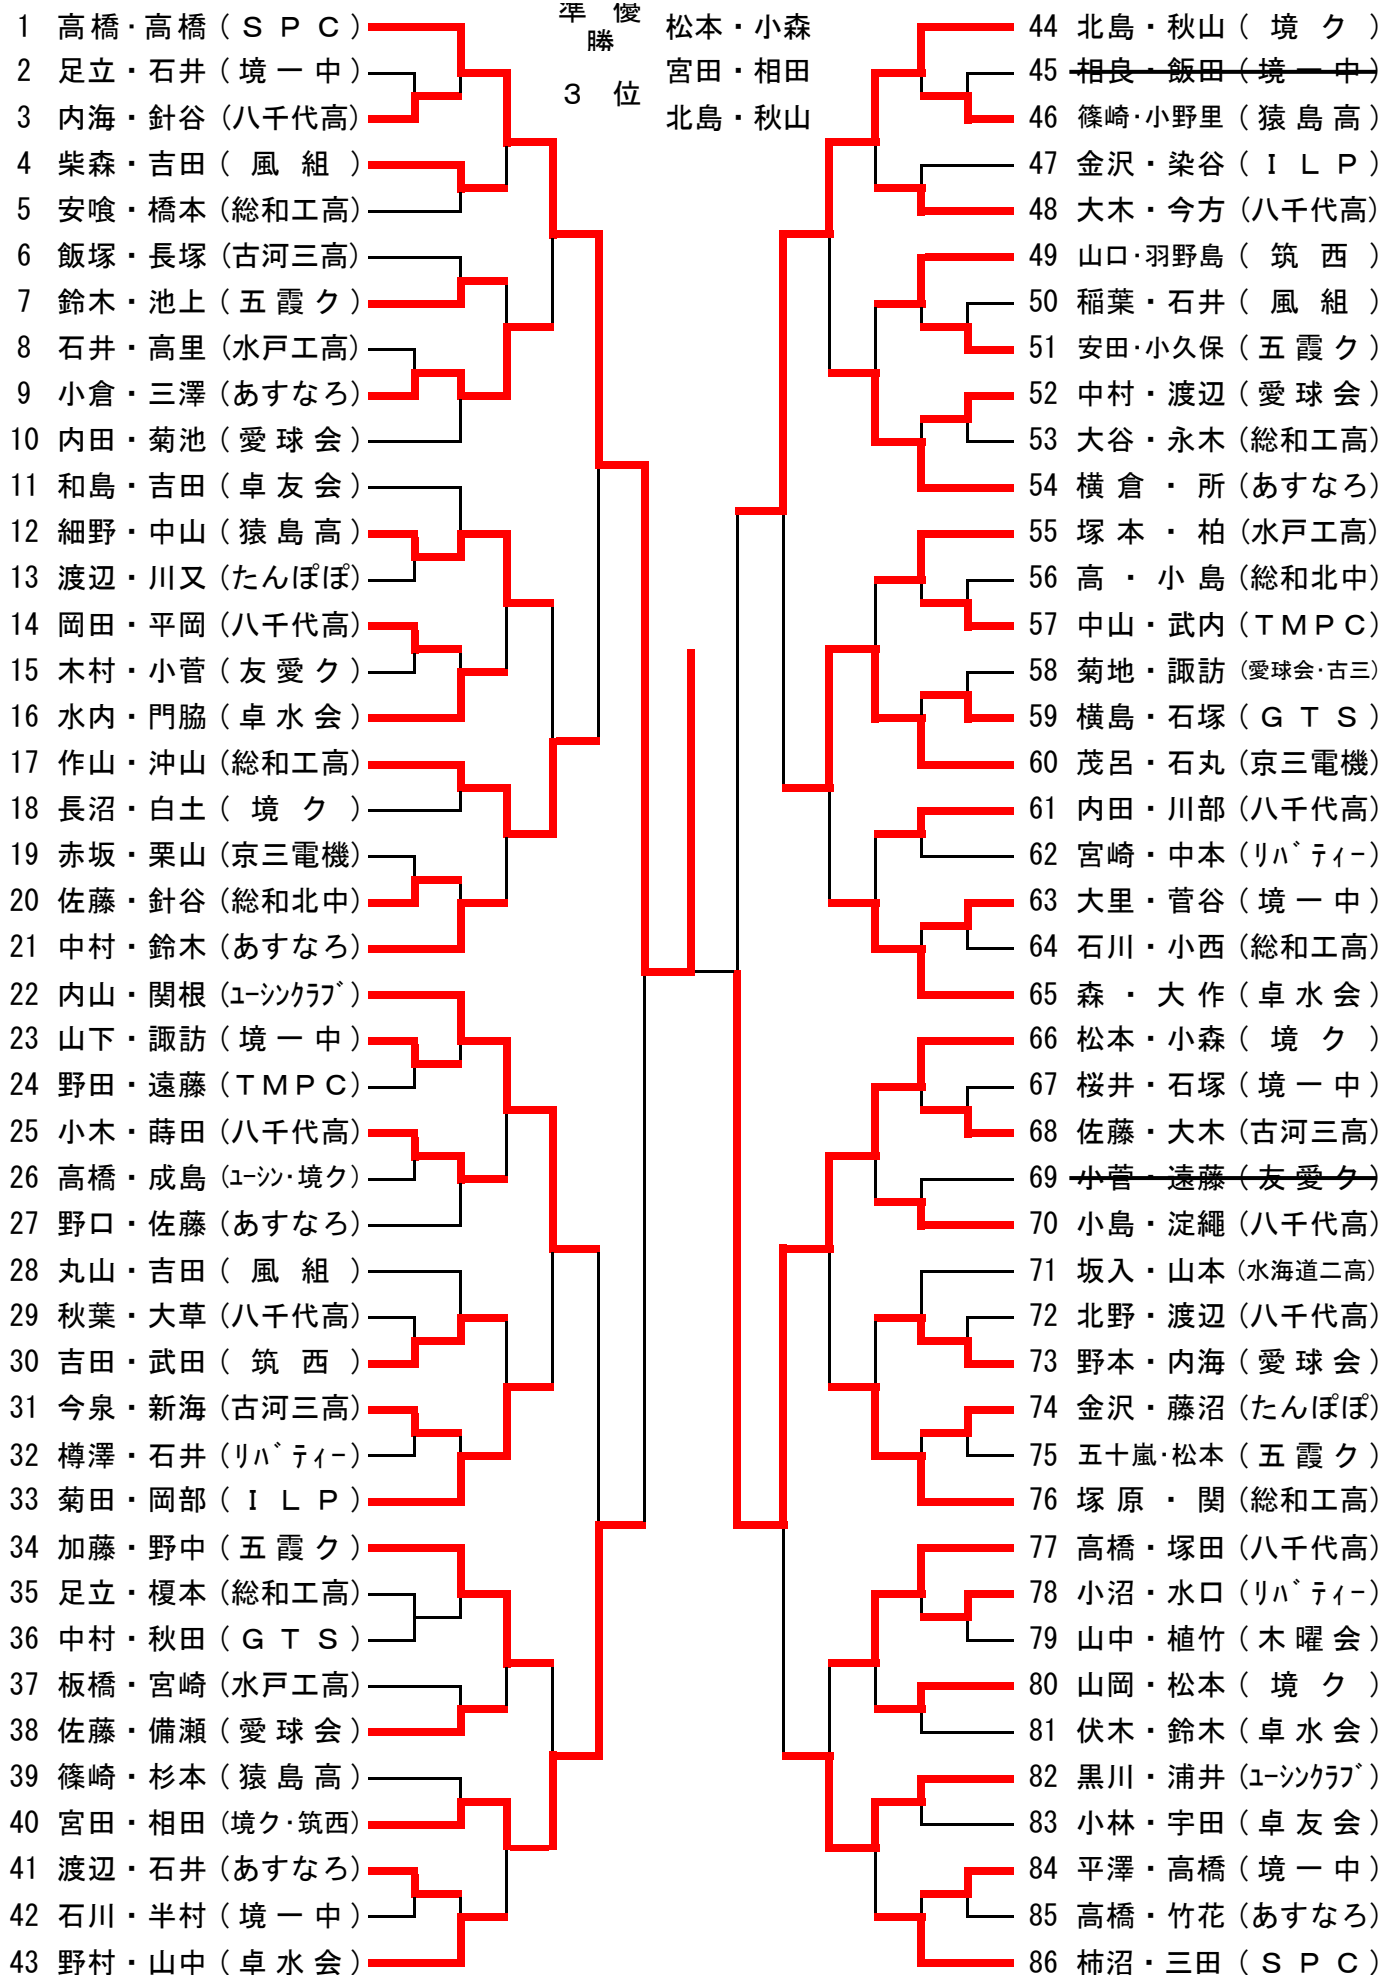 準　優
勝
３　位
松本・小森
宮田・相田
北島・秋山
1 高橋・高橋 (ＳＰＣ)
2 足立・石井 (境一中)
3 内海・針谷 (八千代高)
4 柴森・吉田 (風組)
5 安喰・橋本 (総和工高)
6 飯塚・長塚 (古河三高)
7 鈴木・池上 (五霞ク)
8 石井・高里 (水戸工高)
9 小倉・三澤 (あすなろ)
10 内田・菊池 (愛球会)
11 和島・吉田 (卓友会)
12 細野・中山 (猿島高)
13 渡辺・川又 (たんぽぽ)
14 岡田・平岡 (八千代高)
15 木村・小菅 (友愛ク)
16 水内・門脇 (卓水会)
17 作山・沖山 (総和工高)
18 長沼・白土 (境ク)
19 赤坂・栗山 (京三電機)
20 佐藤・針谷 (総和北中)
21 中村・鈴木 (あすなろ)
22 内山・関根 (ﾕｰｼﾝｸﾗﾌﾞ)
23 山下・諏訪 (境一中)
24 野田・遠藤 (ＴＭＰＣ)
25 小木・蒔田 (八千代高)
26 高橋・成島 (ﾕｰｼﾝ・境ク)
27 野口・佐藤 (あすなろ)
28 丸山・吉田 (風組)
29 秋葉・大草 (八千代高)
30 吉田・武田 (筑西)
31 今泉・新海 (古河三高)
32 樽澤・石井 (ﾘﾊﾞﾃｨｰ)
33 菊田・岡部 (ＩＬＰ)
34 加藤・野中 (五霞ク)
35 足立・榎本 (総和工高)
36 中村・秋田 (ＧＴＳ)
37 板橋・宮崎 (水戸工高)
38 佐藤・備瀬 (愛球会)
39 篠崎・杉本 (猿島高)
40 宮田・相田 (境ク・筑西)
41 渡辺・石井 (あすなろ)
42 石川・半村 (境一中)
43 野村・山中 (卓水会)
44 北島・秋山 (境ク)
45 相良・飯田 (境一中)
46 篠崎・小野里 (猿島高)
47 金沢・染谷 (ＩＬＰ)
48 大木・今方 (八千代高)
49 山口・羽野島 (筑西)
50 稲葉・石井 (風組)
51 安田・小久保 (五霞ク)
52 中村・渡辺 (愛球会)
53 大谷・永木 (総和工高)
54 横倉・所 (あすなろ)
55 塚本・柏 (水戸工高)
56 高・小島 (総和北中)
57 中山・武内 (ＴＭＰＣ)
58 菊地・諏訪 (愛球会・古三)
59 横島・石塚 (ＧＴＳ)
60 茂呂・石丸 (京三電機)
61 内田・川部 (八千代高)
62 宮崎・中本 (ﾘﾊﾞﾃｨｰ)
63 大里・菅谷 (境一中)
64 石川・小西 (総和工高)
65 森・大作 (卓水会)
66 松本・小森 (境ク)
67 桜井・石塚 (境一中)
68 佐藤・大木 (古河三高)
69 小菅・遠藤 (友愛ク)
70 小島・淀縄 (八千代高)
71 坂入・山本 (水海道二高)
72 北野・渡辺 (八千代高)
73 野本・内海 (愛球会)
74 金沢・藤沼 (たんぽぽ)
75 五十嵐・松本 (五霞ク)
76 塚原・関 (総和工高)
77 高橋・塚田 (八千代高)
78 小沼・水口 (ﾘﾊﾞﾃｨｰ)
79 山中・植竹 (木曜会)
80 山岡・松本 (境ク)
81 伏木・鈴木 (卓水会)
82 黒川・浦井 (ﾕｰｼﾝｸﾗﾌﾞ)
83 小林・宇田 (卓友会)
84 平澤・高橋 (境一中)
85 高橋・竹花 (あすなろ)
86 柿沼・三田 (ＳＰＣ)